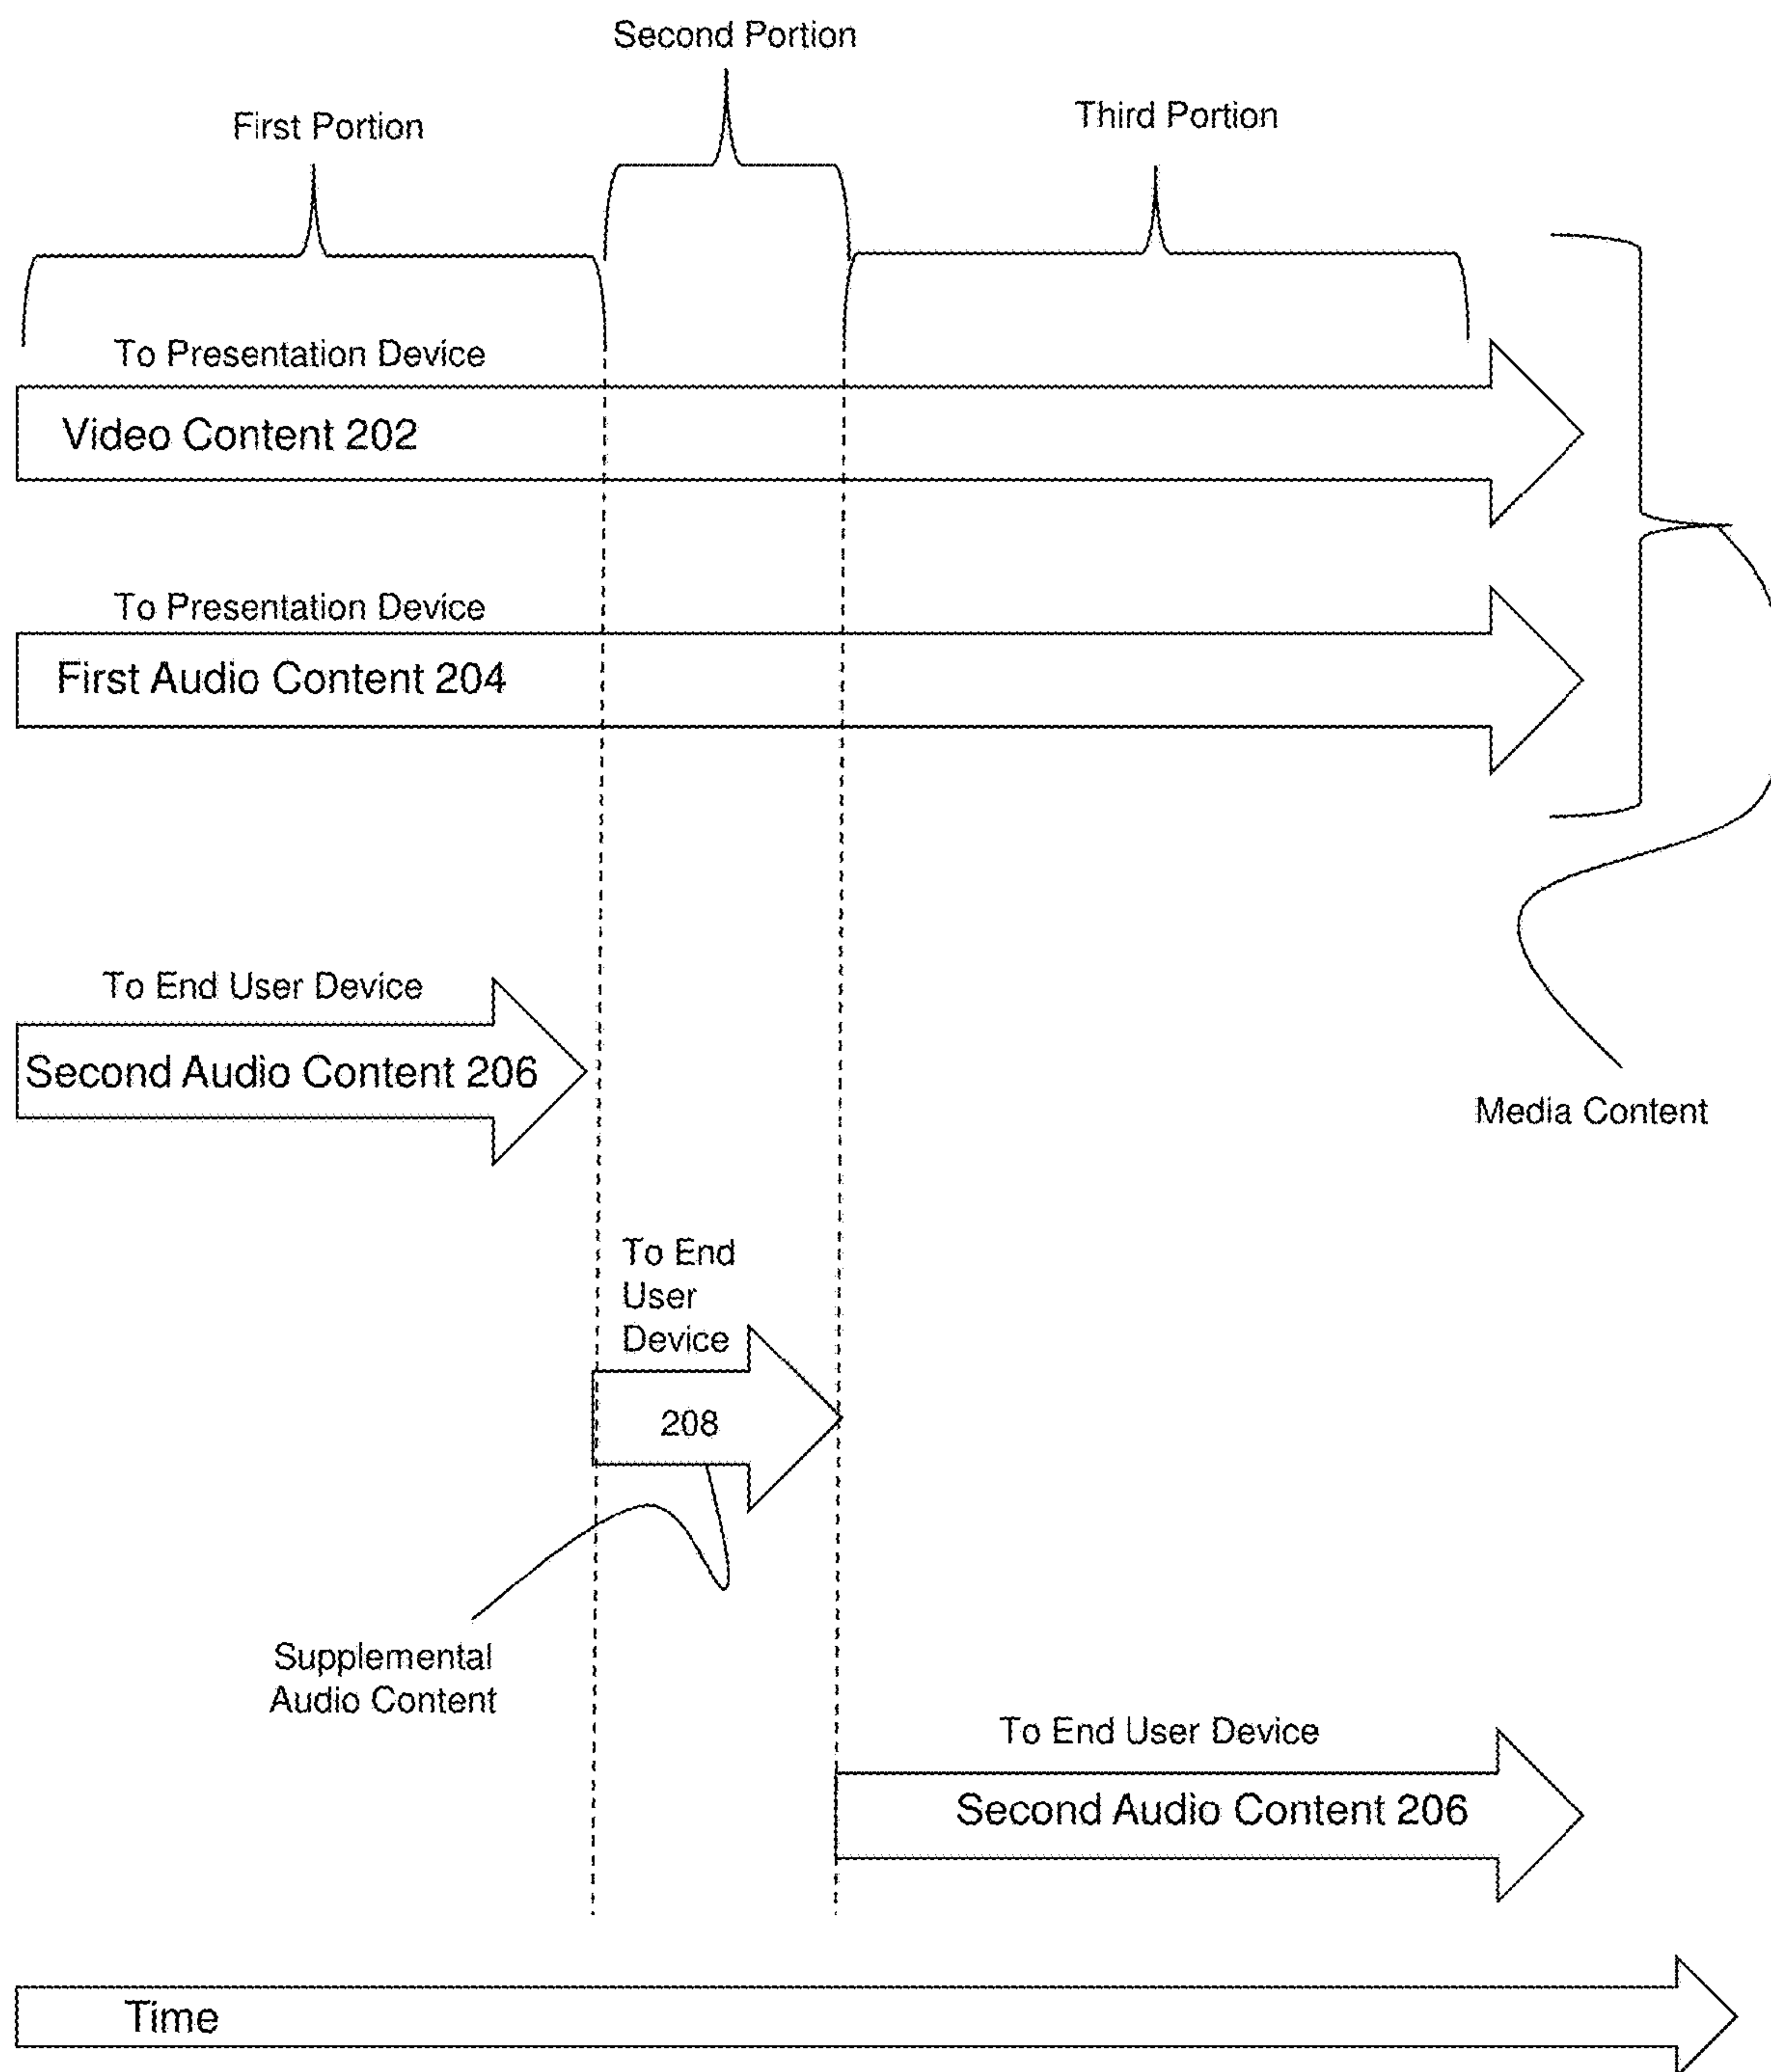 Second Portion
First Portion
Third Portion
To Presentation Device
Video Content 202
To Presentation Device
First Audio Content 204
To End User Device
Second Audio Content 206
Media Content
To End
User
Device
208
Supplemental
Audio Content
To End User Device
Second Audio Content 206
Time